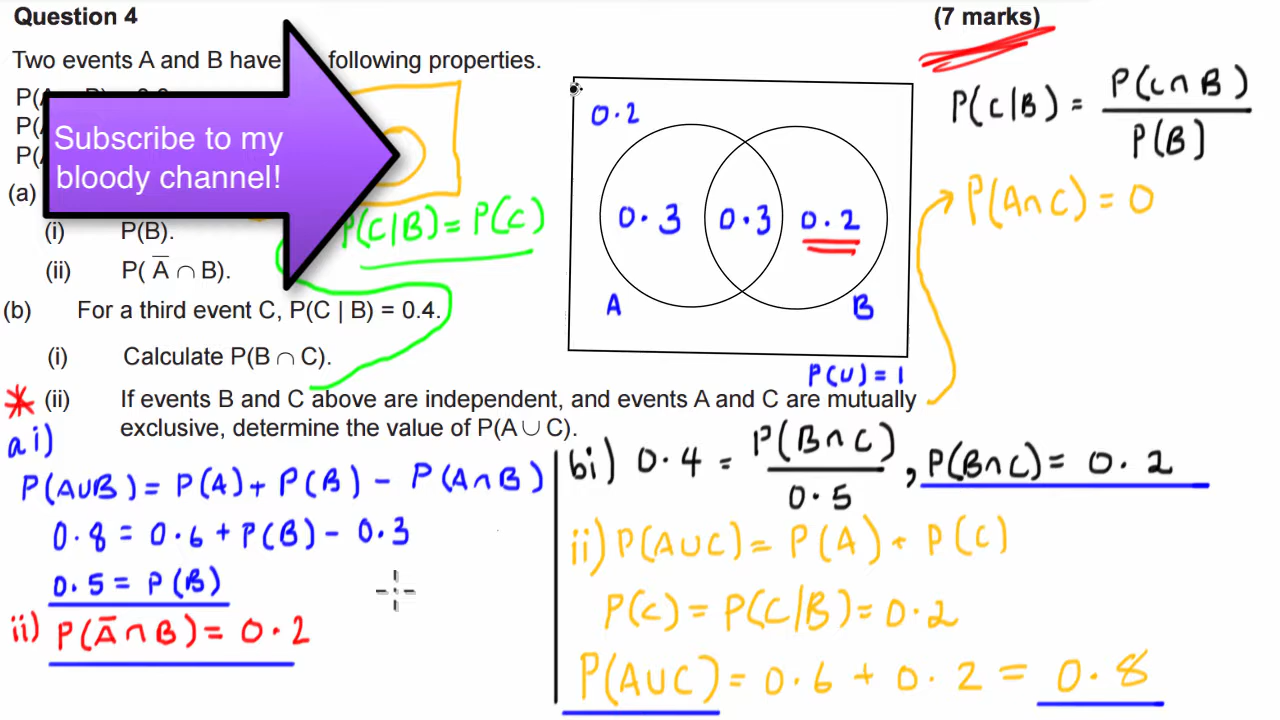 Question 4
(7 marks)
Two events A and B have following properties.
P(A
P(A
P(A
Subscribe to my
bloody channel!
(a)
(i) P(B).
(ii) P( A̅ ∩ B).
P(C|B) = P(C)
(b) For a third event C, P(C | B) = 0.4.
(i) Calculate P(B ∩ C).
* (ii) If events B and C above are independent, and events A and C are mutually
exclusive, determine the value of P(A ∪ C).
0.2
0.3 0.3 0.2
A B
P(U) = 1
P(C|B) = P(C∩B) / P(B)
P(A∩C) = 0
a i)
P(A∪B) = P(A) + P(B) - P(A∩B)
0.8 = 0.6 + P(B) - 0.3
0.5 = P(B)
ii) P(A̅ ∩ B) = 0.2
bi) 0.4 = P(B∩C) / 0.5 , P(B∩C) = 0.2
ii) P(A∪C) = P(A) + P(C)
P(C) = P(C|B) = 0.2
P(A∪C) = 0.6 + 0.2 = 0.8